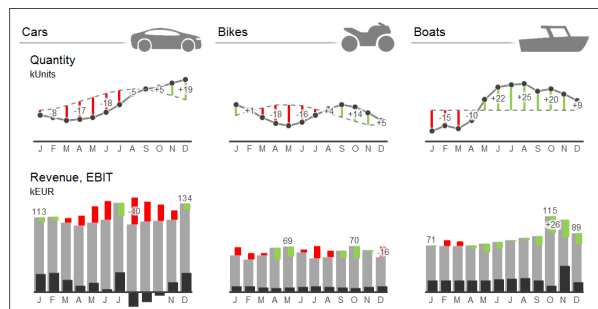 Cars Bikes Boats
Quantity
kUnits
-8 -17 -18 -5 +5 +19
+1 -18 -16 +4 +14 +5
-15 -10 +22 +25 +20 +9
J F M A M J J A S O N D J F M A M J J A S O N D J F M A M J J A S O N D
Revenue, EBIT
kEUR
113 -40 134
69 70 -16
71 115 +26 89
J F M A M J J N D J F M A M J J A S O N D J F M A M J J A S O N D